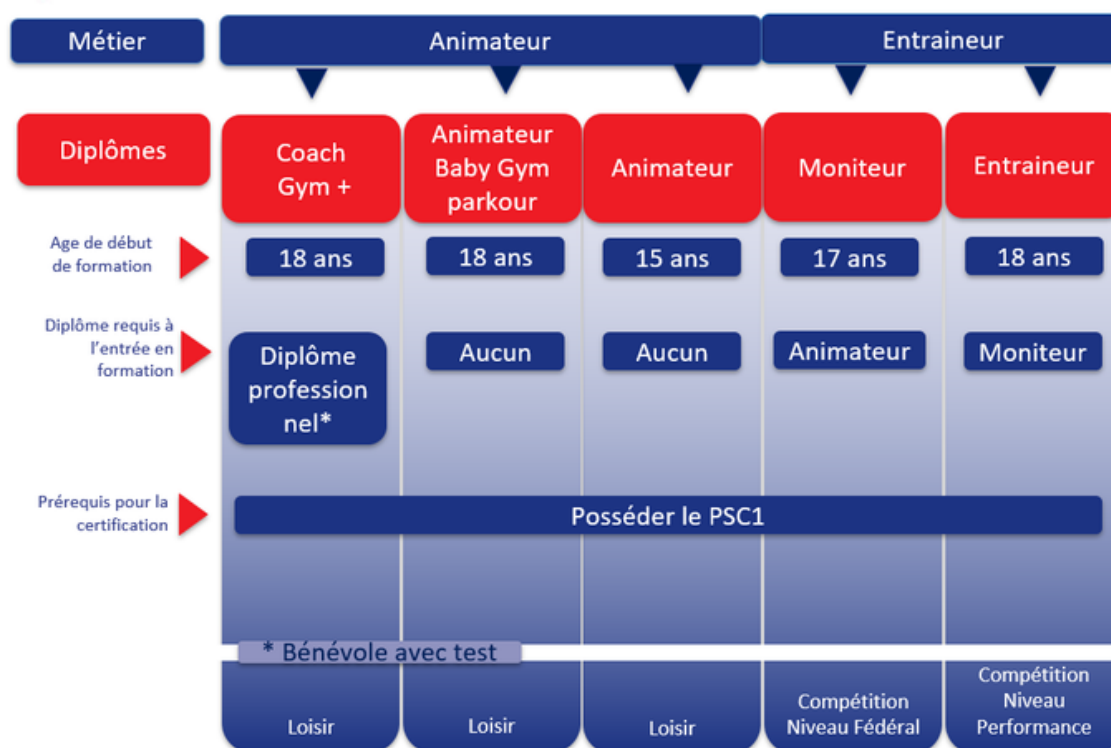 Métier
Animateur
Entraineur
Diplômes
Coach
Gym +
Animateur
Baby Gym
parkour
Animateur
Moniteur
Entraineur
Age de début
de formation
18 ans
18 ans
15 ans
17 ans
18 ans
Diplôme requis à
l'entrée en
formation
Diplôme
profession
nel*
Aucun
Aucun
Animateur
Moniteur
Prérequis pour la
certification
Posséder le PSC1
* Bénévole avec test
Loisir
Loisir
Loisir
Compétition
Niveau Fédéral
Compétition
Niveau
Performance